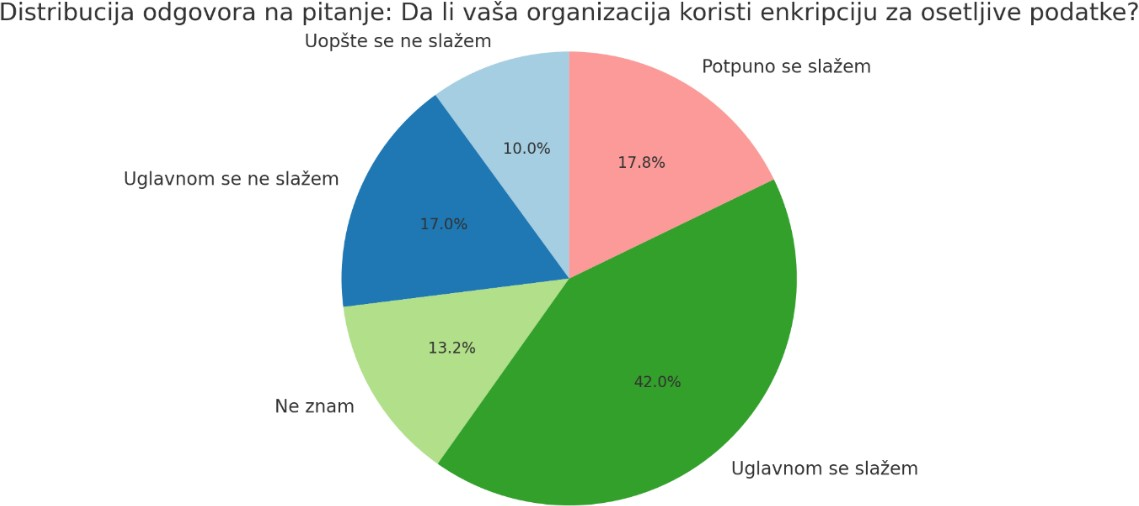 Distribucija odgovora na pitanje: Da li vaša organizacija koristi enkripciju za osetljive podatke?
Uopšte se ne slažem
Potpuno se slažem
10.0%
17.8%
Uglavnom se ne slažem
17.0%
13.2%
42.0%
Ne znam
Uglavnom se slažem